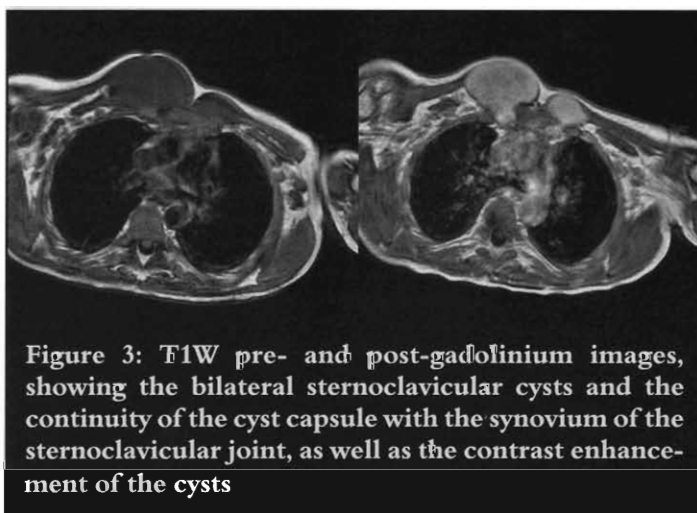 Figure 3: T1W pre- and post-gadolinium images,
showing the bilateral sternoclavicular cysts and the
continuity of the cyst capsule with the synovium of the
sternoclavicular joint, as well as the contrast enhance-
ment of the cysts